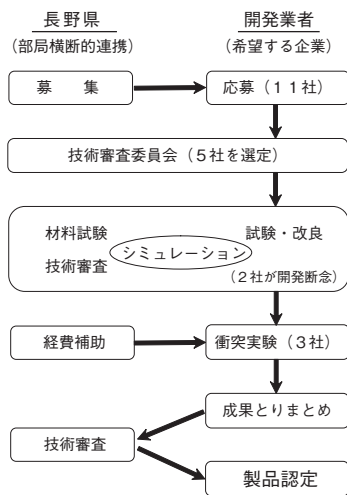 長野県
(部局横断的連携)
開発業者
(希望する企業)
募　集
応募(11社)
技術審査委員会(5社を選定)
材料試験
試験・改良
シミュレーション
技術審査
(2社が開発断念)
経費補助
衝突実験(3社)
成果とりまとめ
技術審査
製品認定